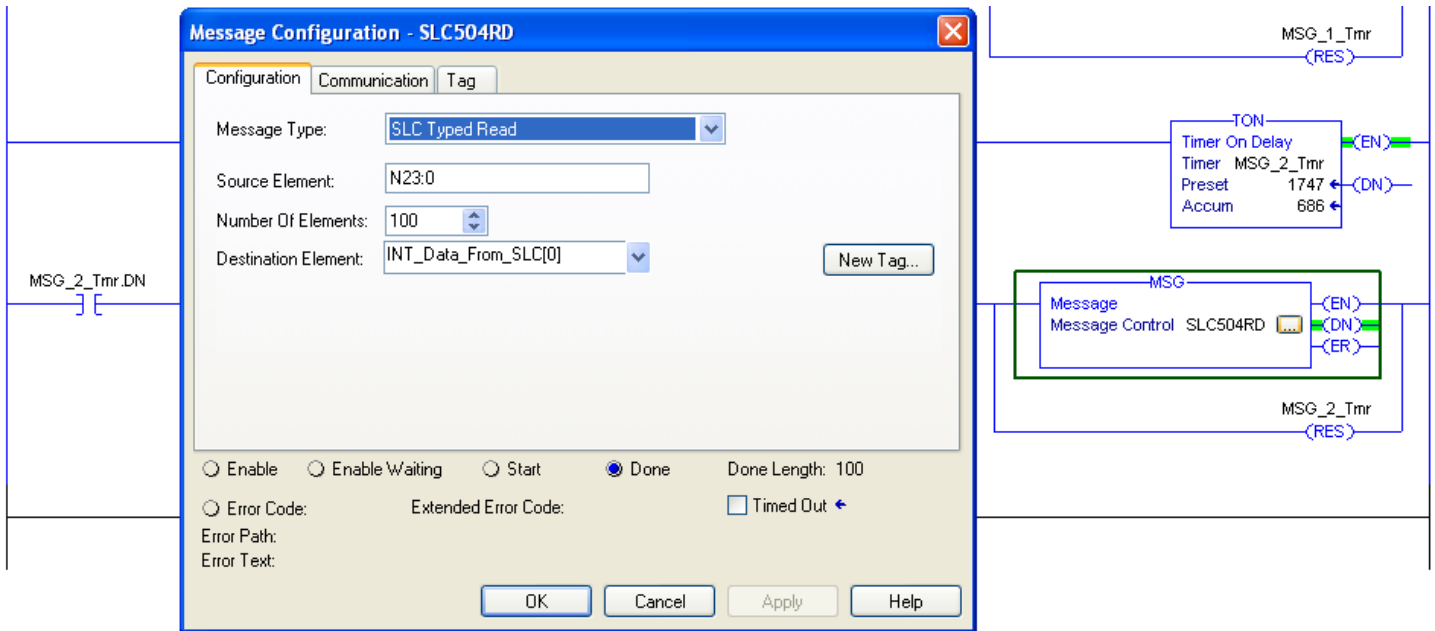 Message Configuration - SLC504RD
Configuration Communication Tag
Message Type: SLC Typed Read
Source Element: N23:0
Number Of Elements: 100
Destination Element: INT_Data_From_SLC[0] New Tag...
Enable Enable Waiting Start Done Done Length: 100
Error Code: Extended Error Code: Timed Out
Error Path:
Error Text:
OK Cancel Apply Help
MSG_2_Tmr.DN
MSG_1_Tmr
(RES)
TON
Timer On Delay (EN)
Timer MSG_2_Tmr
Preset 1747 (DN)
Accum 686
MSG
Message (EN)
Message Control SLC504RD ... (DN)
(ER)
MSG_2_Tmr
(RES)